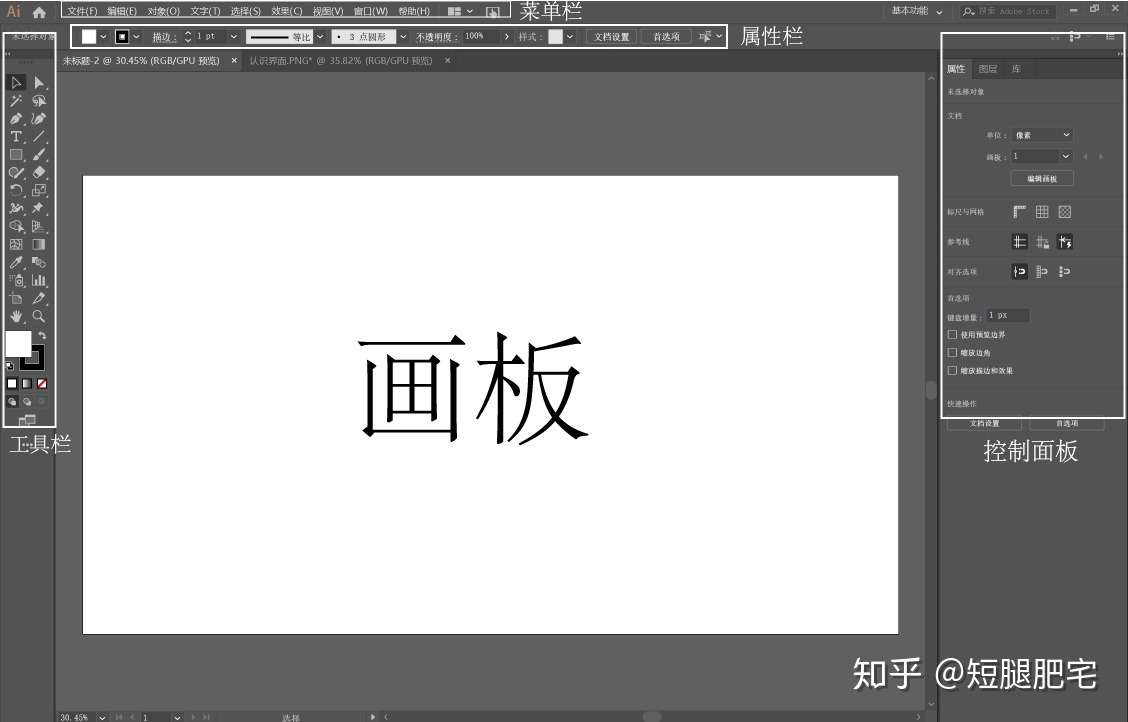 Ai 文件(F) 编辑(E) 对象(O) 文字(T) 选择(S) 效果(C) 视图(V) 窗口(W) 帮助(H) 菜单栏 基本功能 搜索 Adobe Stock
未选择对象 描边： 1 pt 等比 3 点圆形 不透明度： 100% 样式： 文档设置 首选项 属性栏
未标题-2 @ 30.45% (RGB/GPU 预览) × 认识界面.PNG* @ 35.82% (RGB/GPU 预览) ×
属性 图层 库
未选择对象
文档
单位： 像素
画板： 1
编辑画板
标尺与网格
参考线
对齐选项
首选项
键盘增量： 1 px
使用预览边界
缩放边角
缩放描边和效果
快速操作
文档设置 首选项
控制面板
工具栏
画板
知乎 @短腿肥宅
30.45% 1 选择